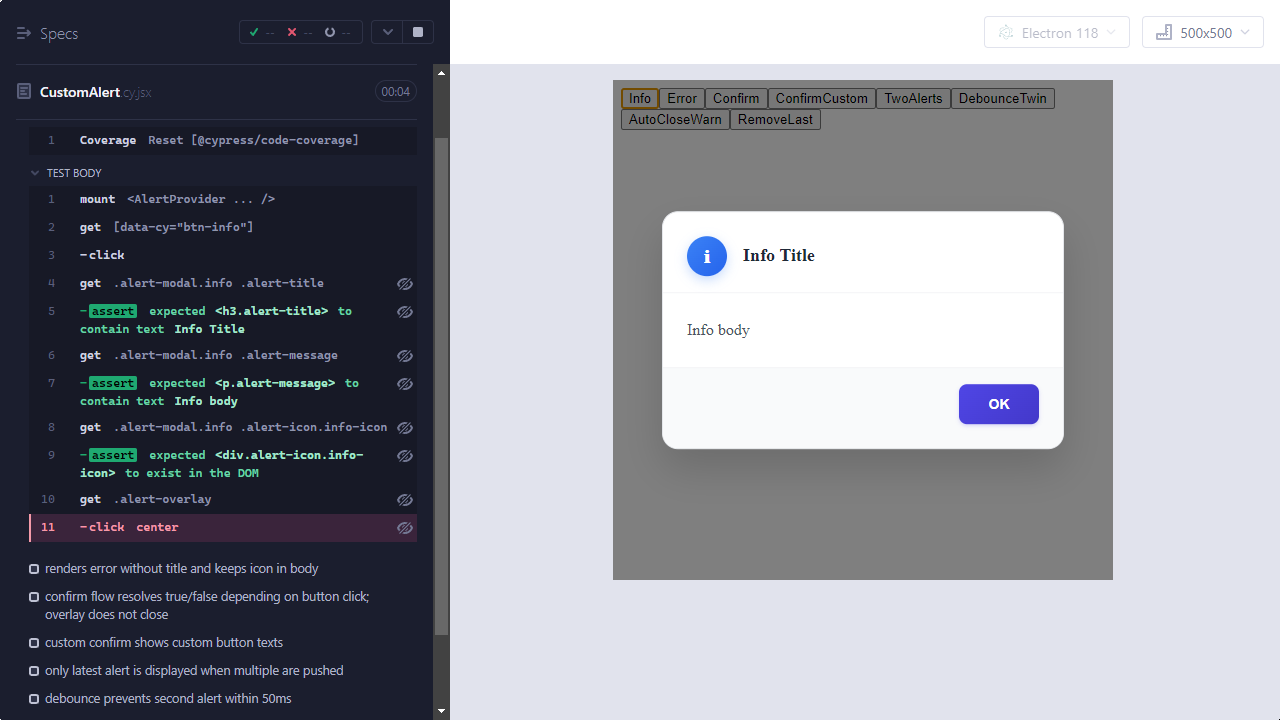 Specs
-- -- --
Electron 118
500x500
CustomAlert.cy.jsx
00:04
1 Coverage Reset [@cypress/code-coverage]
TEST BODY
1 mount <AlertProvider ... />
2 get [data-cy="btn-info"]
3 -click
4 get .alert-modal.info .alert-title
5 -assert expected <h3.alert-title> to
contain text Info Title
6 get .alert-modal.info .alert-message
7 -assert expected <p.alert-message> to
contain text Info body
8 get .alert-modal.info .alert-icon.info-icon
9 -assert expected <div.alert-icon.info-
icon> to exist in the DOM
10 get .alert-overlay
11 -click center
renders error without title and keeps icon in body
confirm flow resolves true/false depending on button click;
overlay does not close
custom confirm shows custom button texts
only latest alert is displayed when multiple are pushed
debounce prevents second alert within 50ms
Info Error Confirm ConfirmCustom TwoAlerts DebounceTwin
AutoCloseWarn RemoveLast
i Info Title
Info body
OK